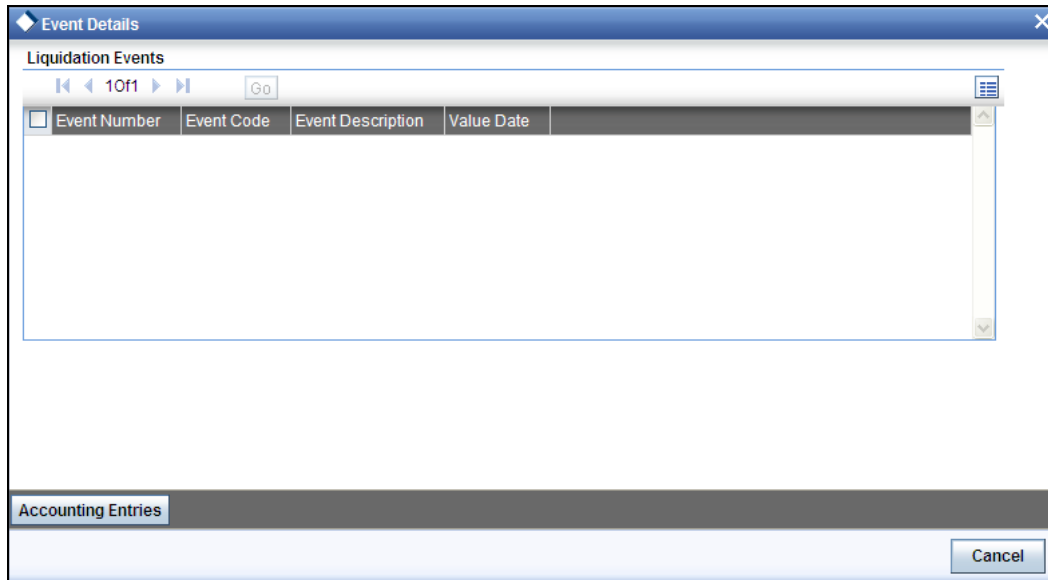 Event Details
Liquidation Events
1Of1 Go
Event Number Event Code Event Description Value Date
Accounting Entries
Cancel